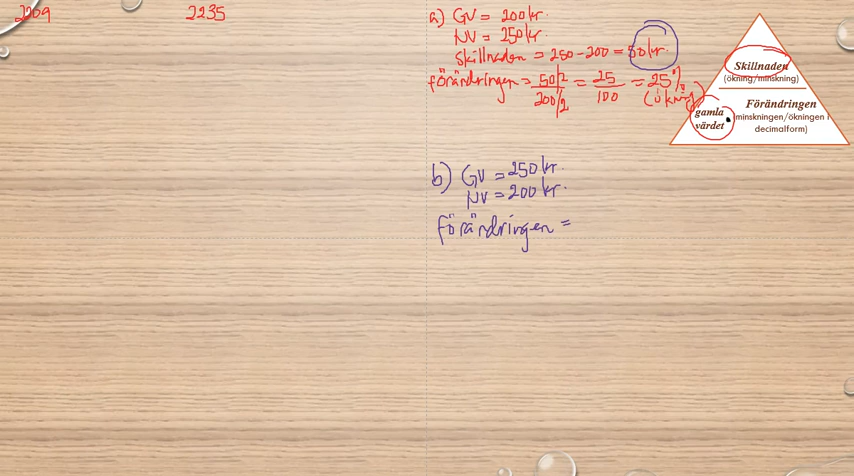 2209
2235
a) GV = 200 kr.
NV = 250 kr.
Skillnaden = 250 - 200 = 50 kr.
förändringen = 50/2 / 200/2 = 25 / 100 = 25% (ökning)
Skillnaden
(ökning/minskning)
gamla
värdet
Förändringen
minskningen/ökningen i
decimalform)
b) GV = 250 kr.
NV = 200 kr.
förändringen =